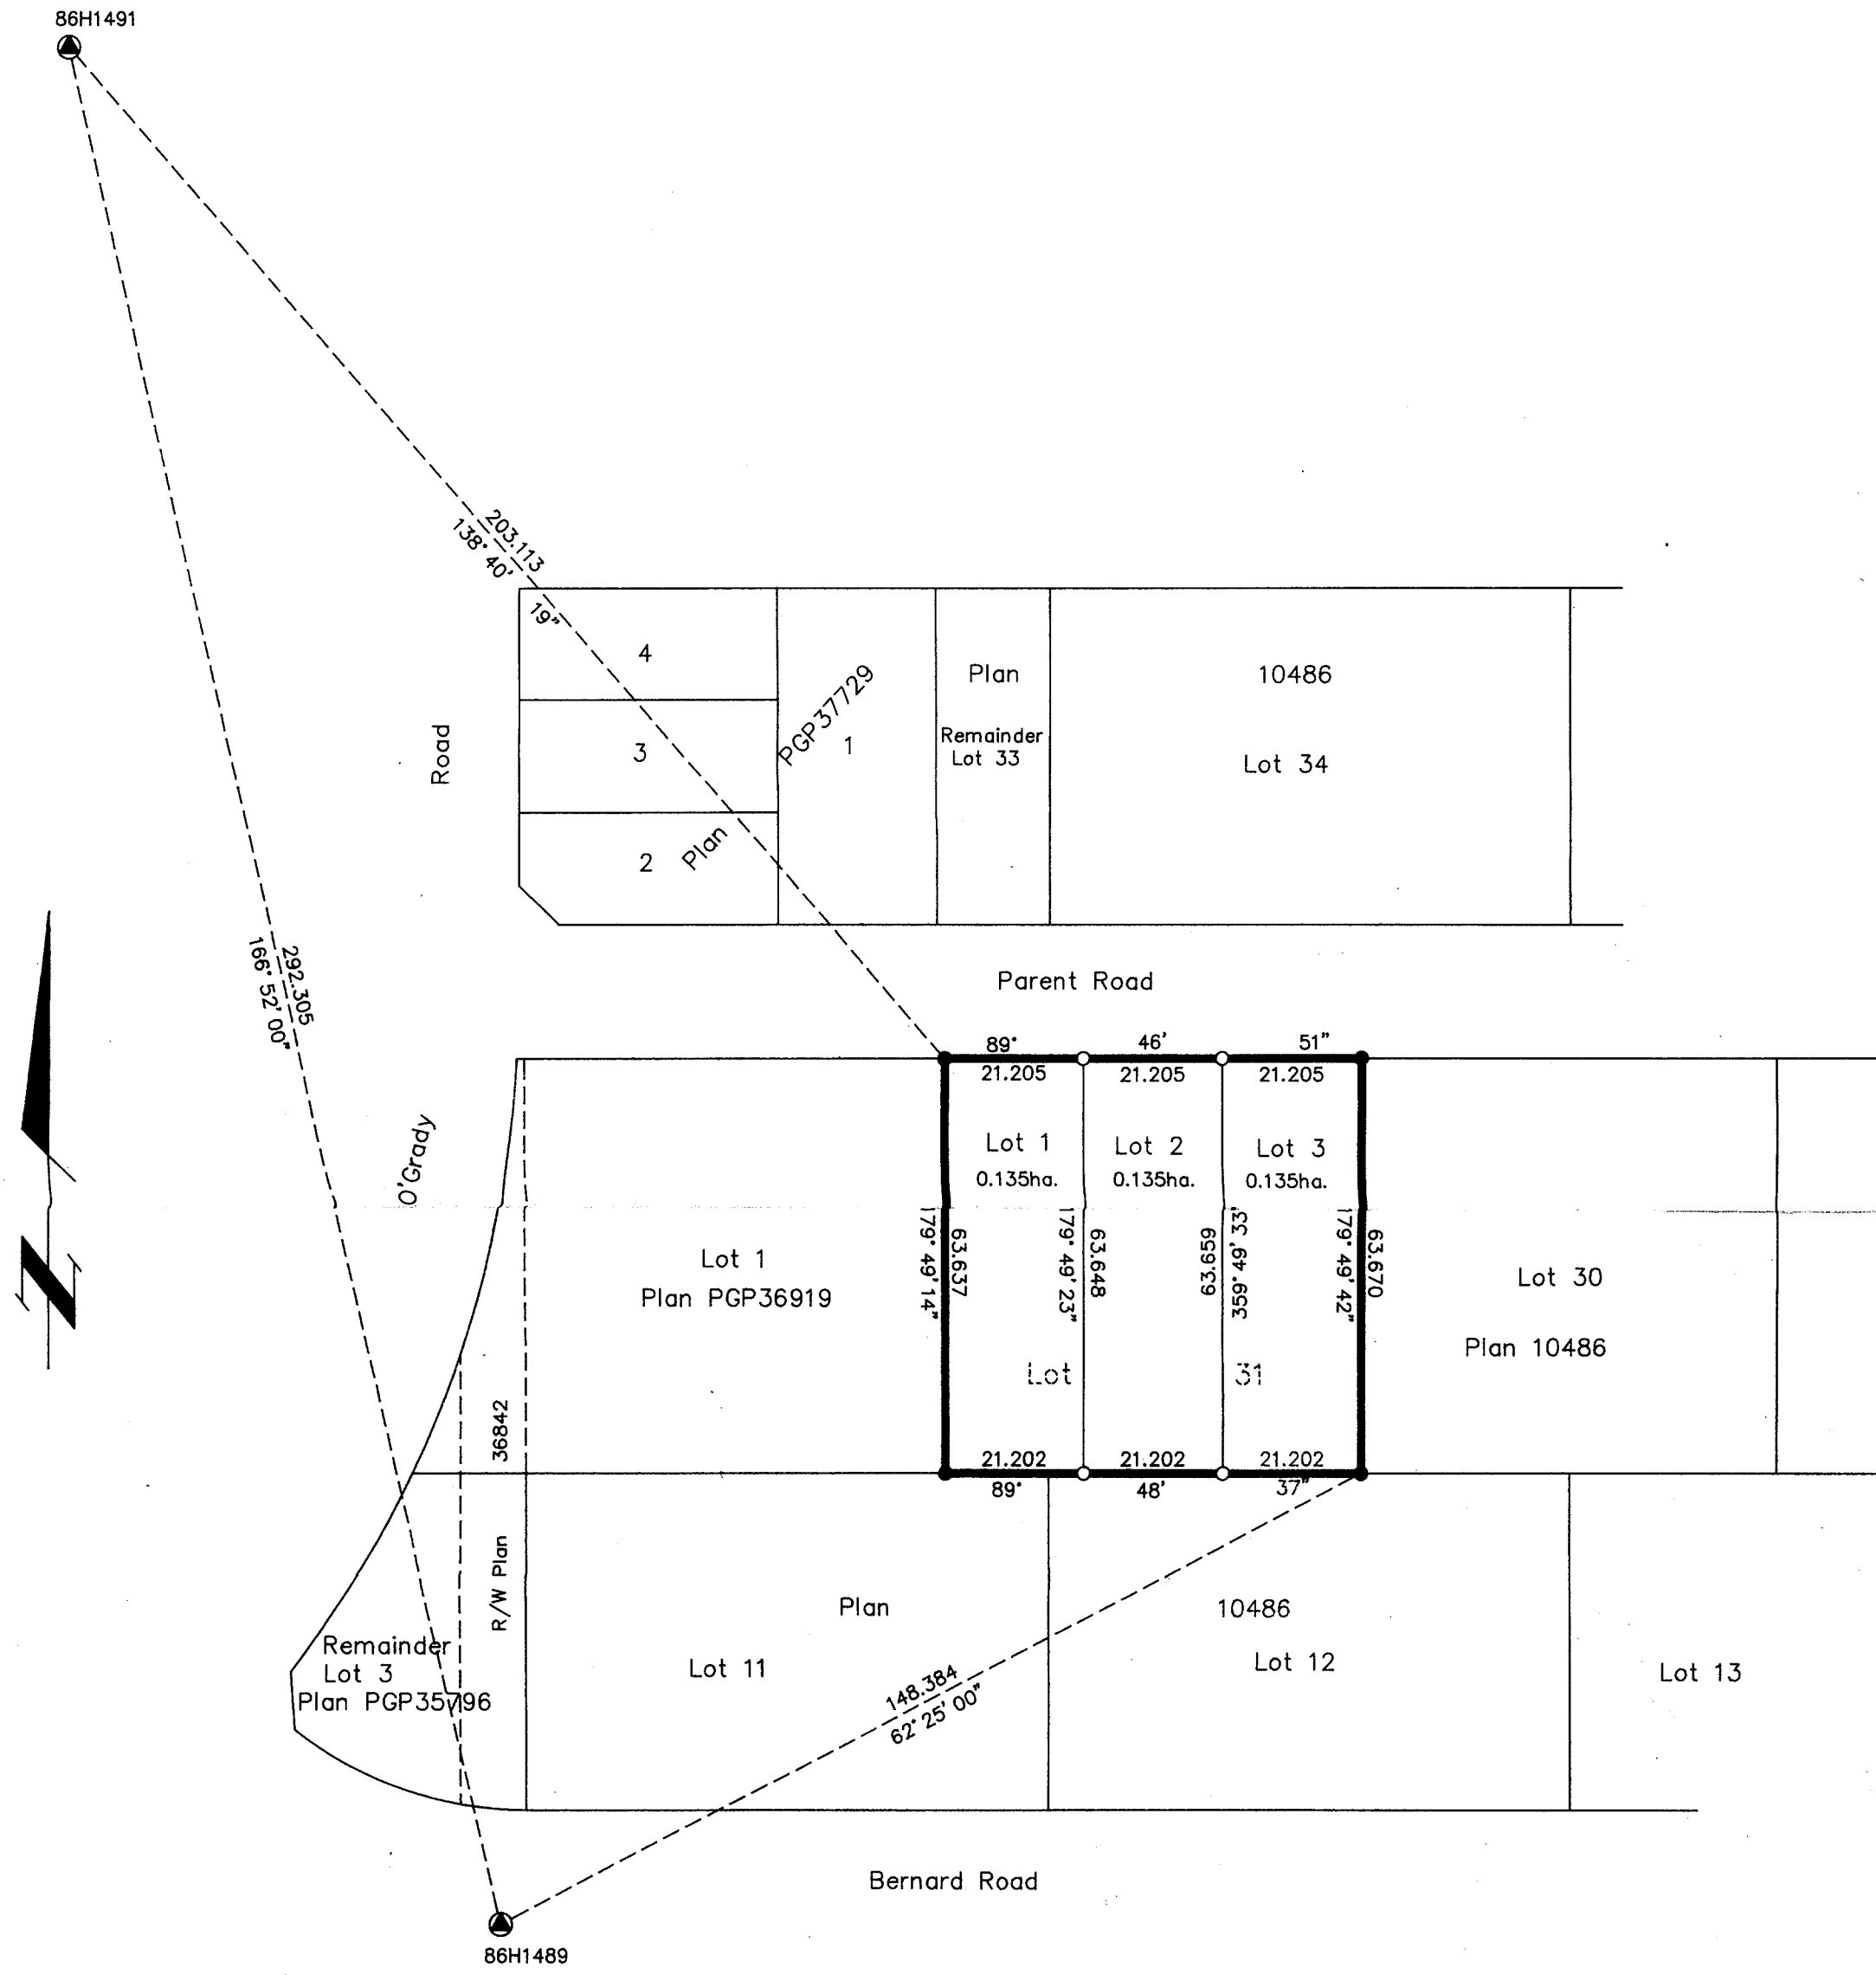 86H1491
203.113
138° 40'
19"
4
3
2
Plan
PGP37729
1
Plan
Remainder
Lot 33
10486
Lot 34
Road
292.305
166° 52' 00"
Parent Road
89° 46' 51"
21.205 21.205 21.205
O'Grady
Lot 1
0.135ha.
Lot 2
0.135ha.
Lot 3
0.135ha.
179° 49' 14"
63.637
179° 49' 23"
63.648
63.659
359° 49' 33'
179° 49' 42"
63.670
Lot 1
Plan PGP36919
Lot 31
Lot 30
Plan 10486
N
21.202 21.202 21.202
89° 48' 37"
R/W Plan 36842
Remainder
Lot 3
Plan PGP35796
Plan 10486
Lot 11
Lot 12
Lot 13
148.384
62° 25' 00"
Bernard Road
86H1489